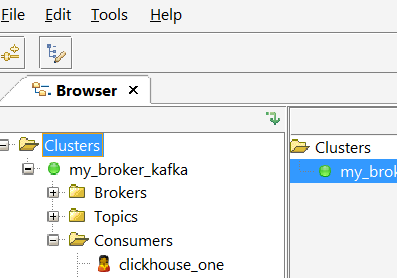 File Edit Tools Help
Browser
Clusters
my_broker_kafka
Brokers
Topics
Consumers
clickhouse_one
Clusters
my_brok